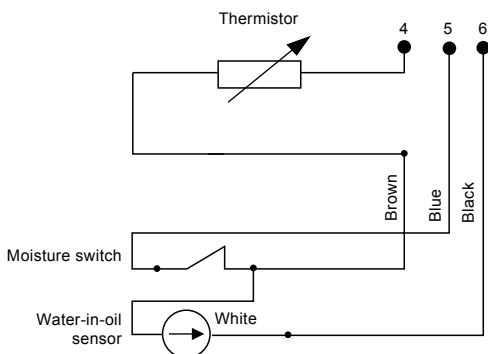 Thermistor
4 5 6
Brown
Blue
Black
Moisture switch
Water-in-oil
sensor
White